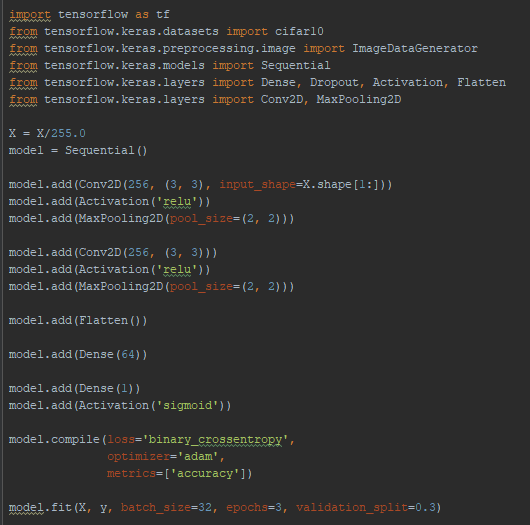 import tensorflow as tf
from tensorflow.keras.datasets import cifar10
from tensorflow.keras.preprocessing.image import ImageDataGenerator
from tensorflow.keras.models import Sequential
from tensorflow.keras.layers import Dense, Dropout, Activation, Flatten
from tensorflow.keras.layers import Conv2D, MaxPooling2D

X = X/255.0
model = Sequential()

model.add(Conv2D(256, (3, 3), input_shape=X.shape[1:]))
model.add(Activation('relu'))
model.add(MaxPooling2D(pool_size=(2, 2)))

model.add(Conv2D(256, (3, 3)))
model.add(Activation('relu'))
model.add(MaxPooling2D(pool_size=(2, 2)))

model.add(Flatten())

model.add(Dense(64))

model.add(Dense(1))
model.add(Activation('sigmoid'))

model.compile(loss='binary_crossentropy',
              optimizer='adam',
              metrics=['accuracy'])

model.fit(X, y, batch_size=32, epochs=3, validation_split=0.3)